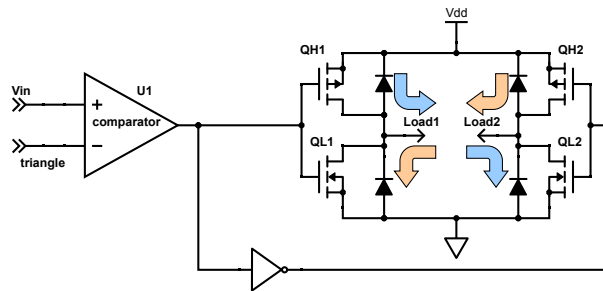 Vdd
QH1
QH2
Vin
U1
+
comparator
Load1
Load2
−
triangle
QL1
QL2